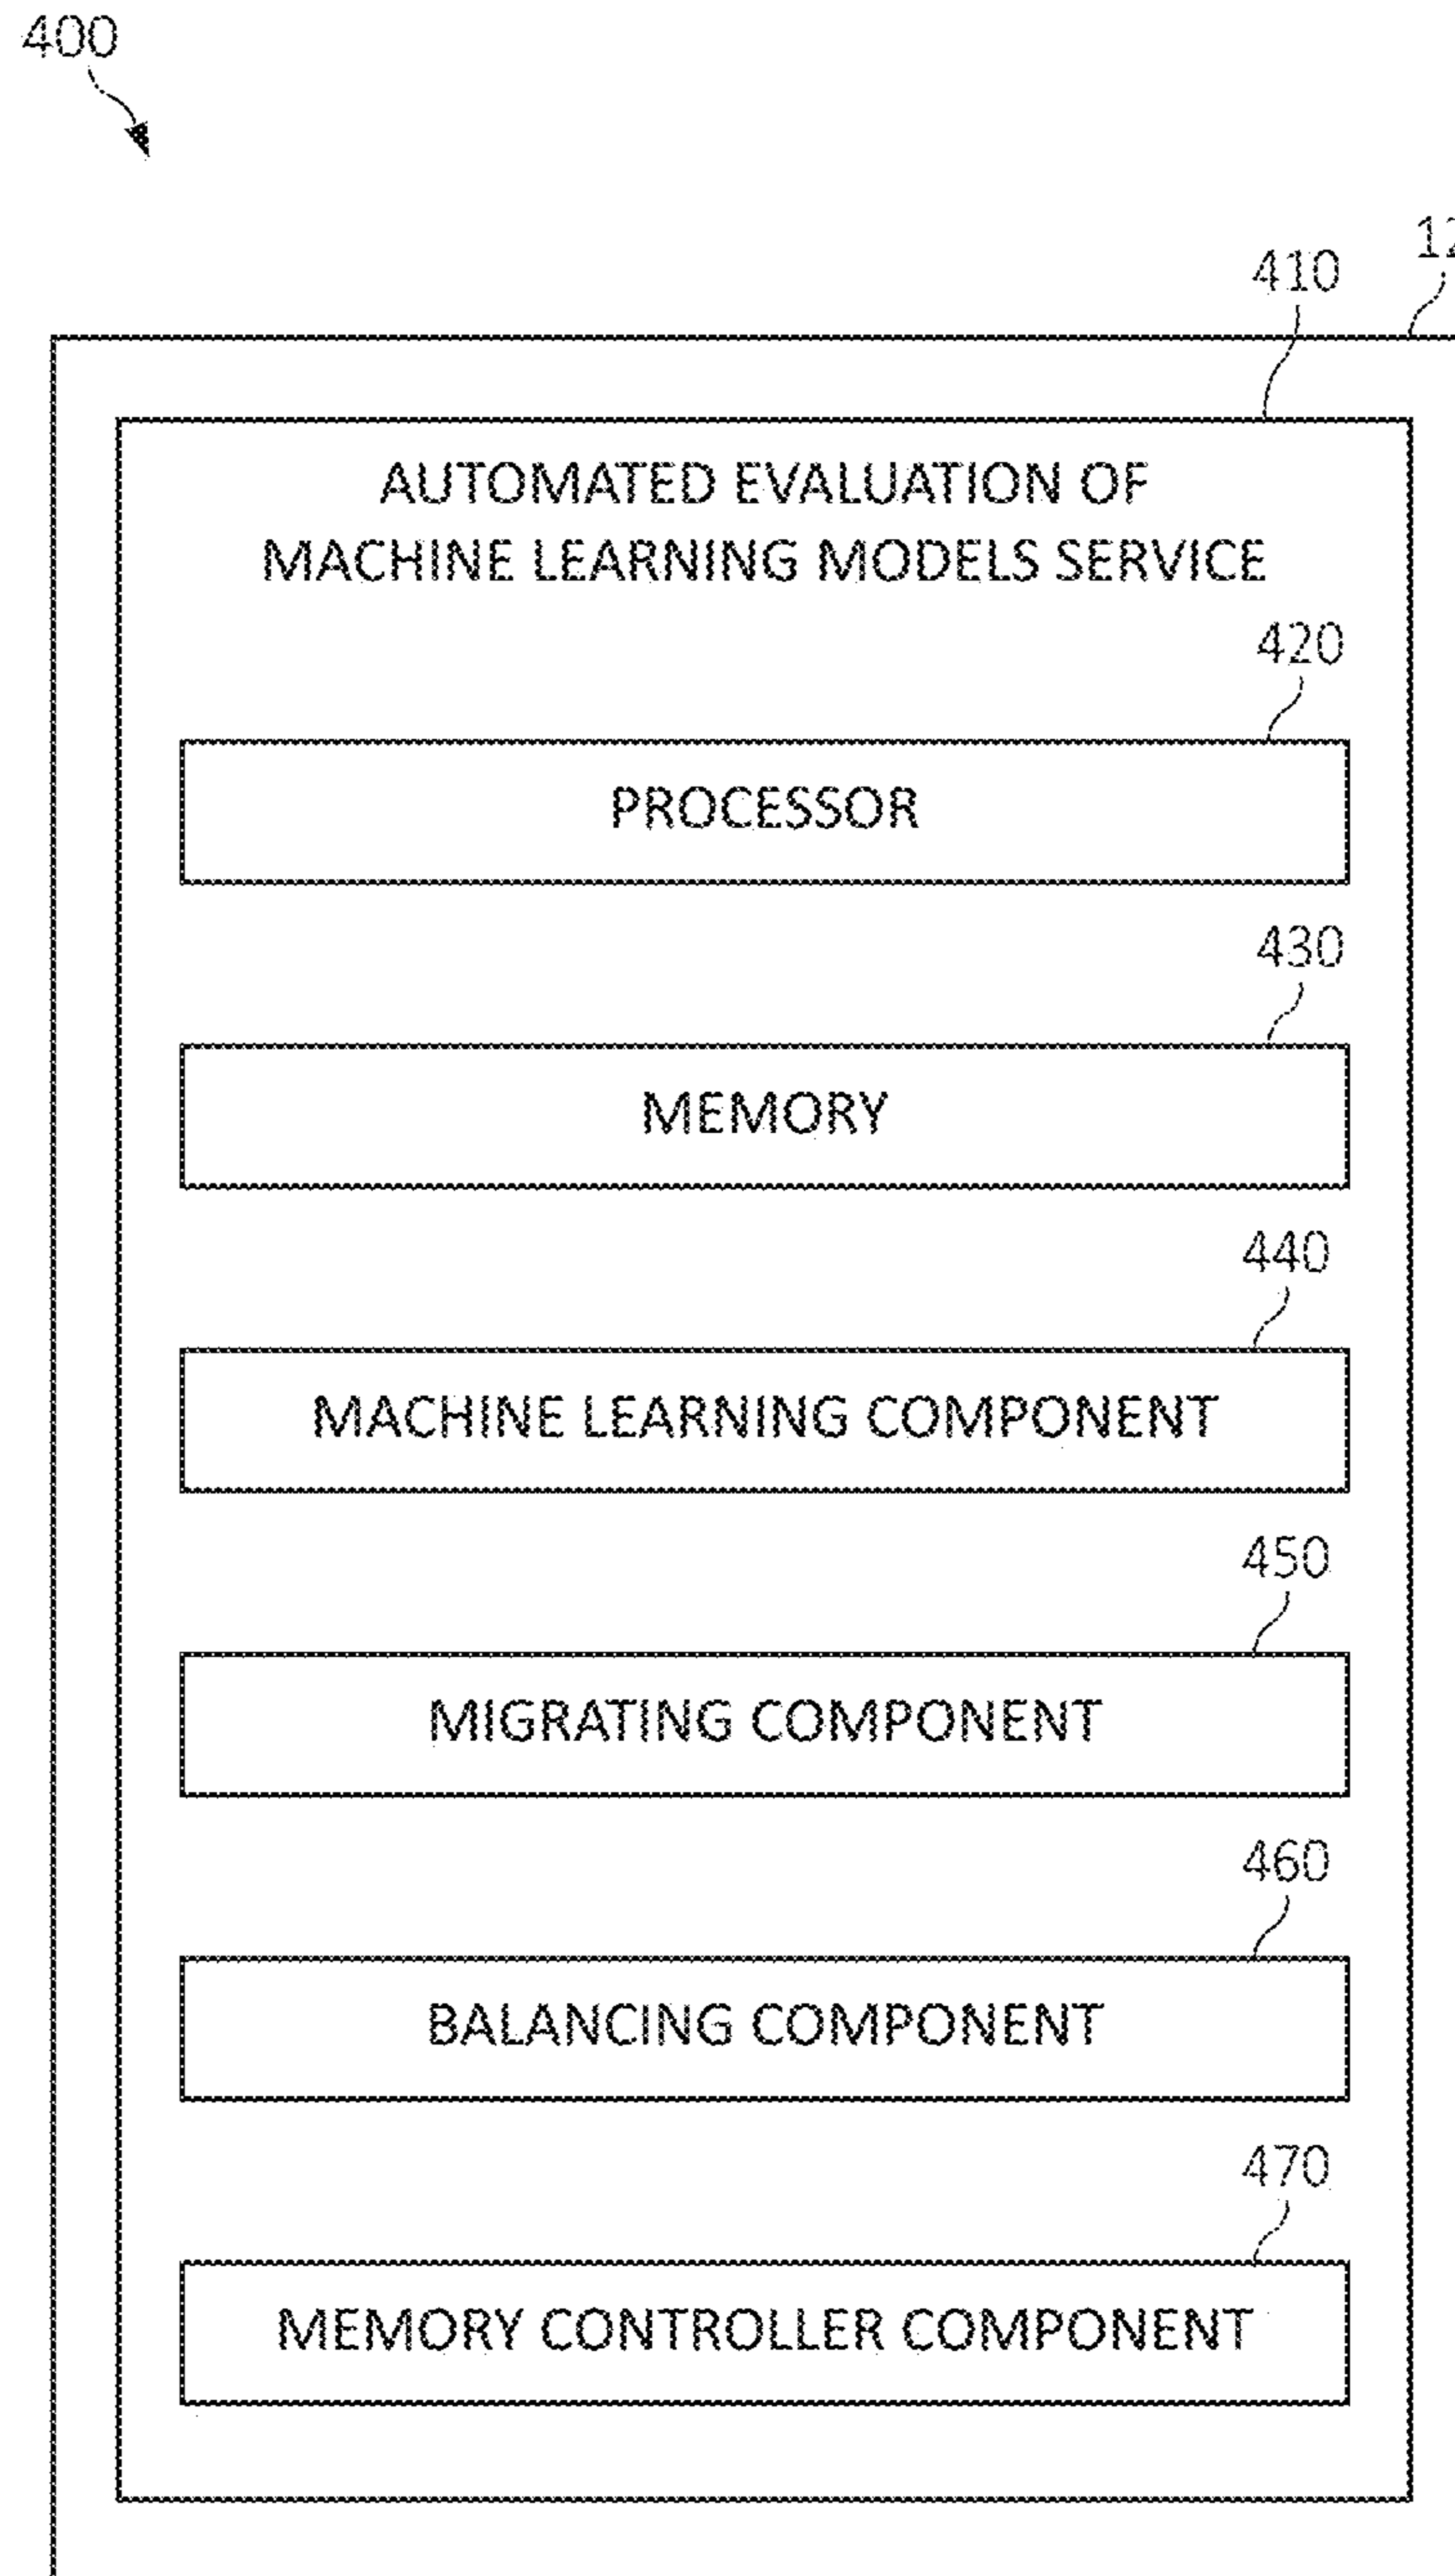 400
410
AUTOMATED EVALUATION OF
MACHINE LEARNING MODELS SERVICE
420
PROCESSOR
430
MEMORY
440
MACHINE LEARNING COMPONENT
450
MIGRATING COMPONENT
460
BALANCING COMPONENT
470
MEMORY CONTROLLER COMPONENT